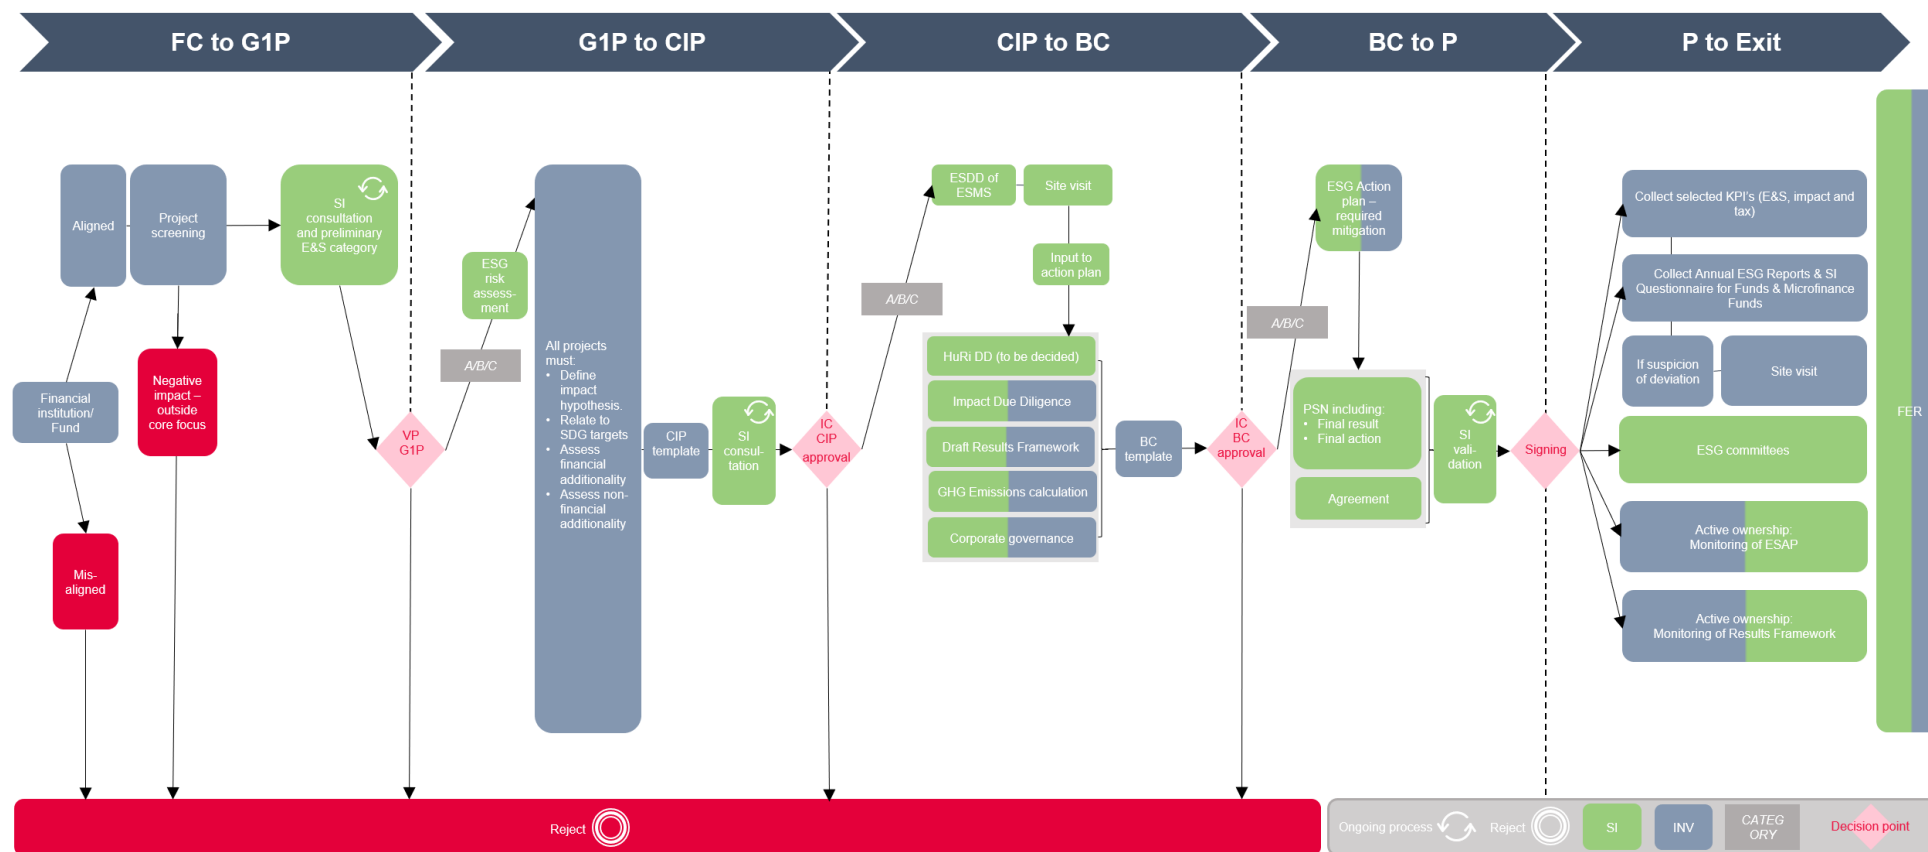 FC to G1P
G1P to CIP
CIP to BC
BC to P
P to Exit
Aligned
Project
screening
SI
consultation
and preliminary
E&S category
Financial
institution/
Fund
Negative
impact –
outside
core focus
Mis-
aligned
VP
G1P
ESG
risk
assess-
ment
A/B/C
All projects
must:
• Define
impact
hypothesis.
• Relate to
SDG targets
• Assess
financial
additionality
• Assess non-
financial
additionality
CIP
template
SI
consul-
tation
IC
CIP
approval
A/B/C
ESDD of
ESMS
Site visit
Input to
action plan
HuRi DD (to be decided)
Impact Due Diligence
Draft Results Framework
GHG Emissions calculation
Corporate governance
BC
template
IC
BC
approval
A/B/C
ESG Action
plan –
required
mitigation
PSN including:
• Final result
• Final action
Agreement
SI
vali-
dation
Signing
Collect selected KPI's (E&S, impact and
tax)
Collect Annual ESG Reports & SI
Questionnaire for Funds & Microfinance
Funds
If suspicion
of deviation
Site visit
ESG committees
Active ownership:
Monitoring of ESAP
Active ownership:
Monitoring of Results Framework
FER
Reject
Ongoing process
Reject
SI
INV
CATEG
ORY
Decision point